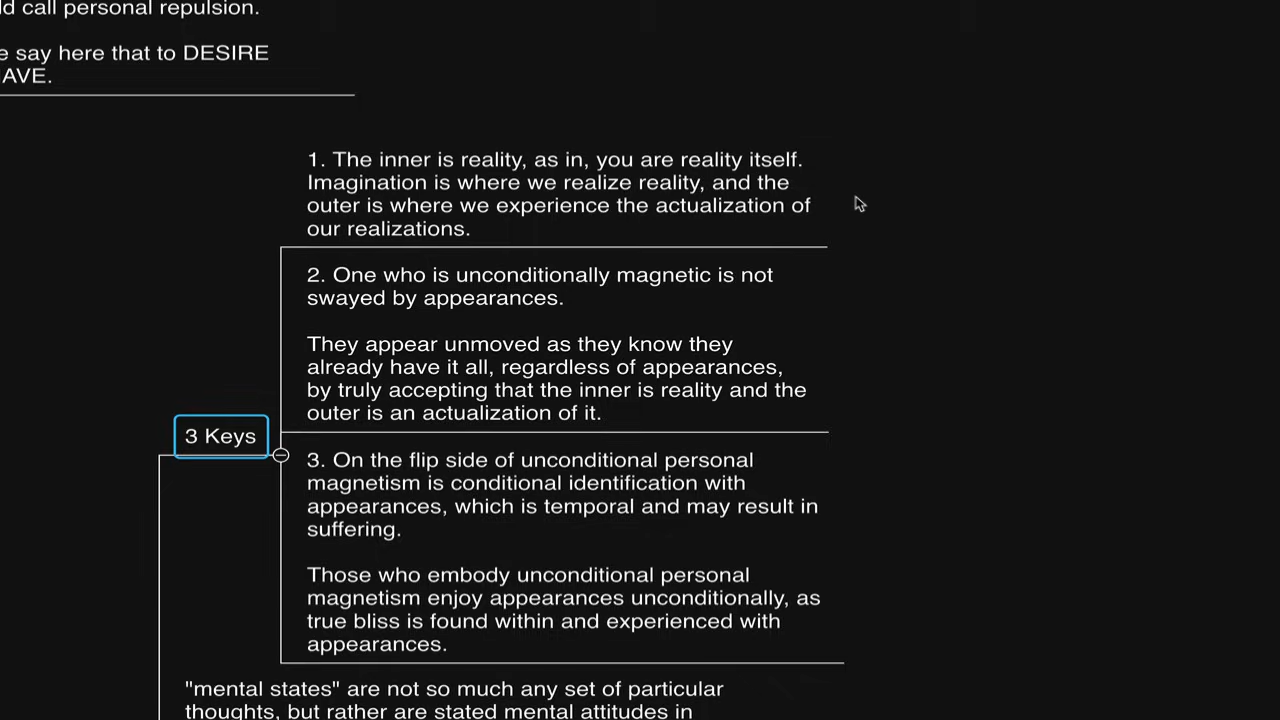 call personal repulsion.
say here that to DESIRE
1. The inner is reality, as in, you are reality itself.
Imagination is where we realize reality, and the
outer is where we experience the actualization of
our realizations.
2. One who is unconditionally magnetic is not
swayed by appearances.
They appear unmoved as they know they
already have it all, regardless of appearances,
by truly accepting that the inner is reality and the
outer is an actualization of it.
3 Keys
3. On the flip side of unconditional personal
magnetism is conditional identification with
appearances, which is temporal and may result in
suffering.
Those who embody unconditional personal
magnetism enjoy appearances unconditionally, as
true bliss is found within and experienced with
appearances.
"mental states" are not so much any set of particular
thoughts, but rather are stated mental attitudes in